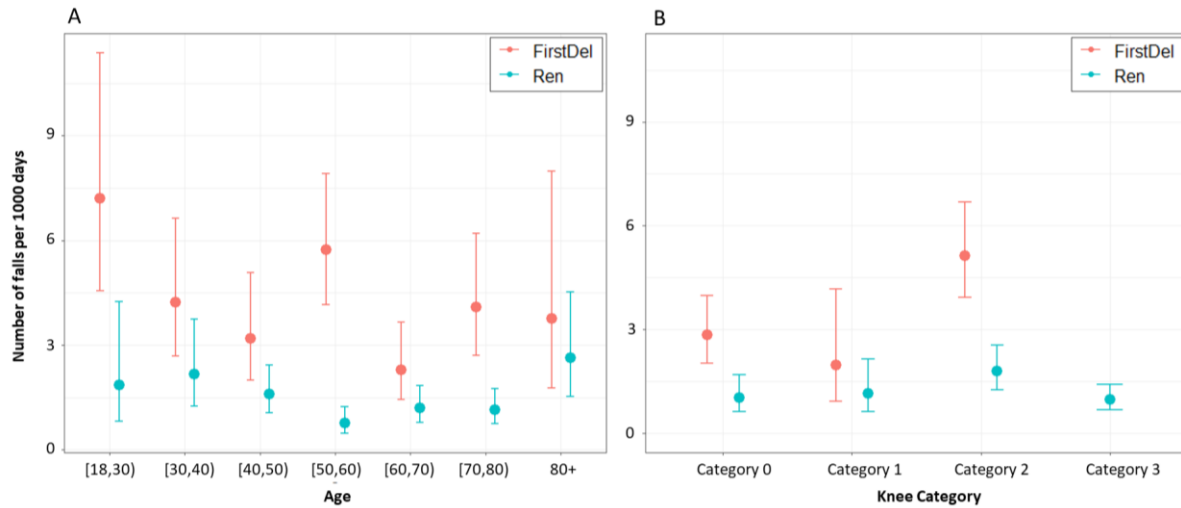 A
FirstDel
Ren
Number of falls per 1000 days
9
6
3
0
[18,30)
[30,40)
[40,50)
[50,60)
[60,70)
[70,80)
80+
Age
B
FirstDel
Ren
9
6
3
0
Category 0
Category 1
Category 2
Category 3
Knee Category